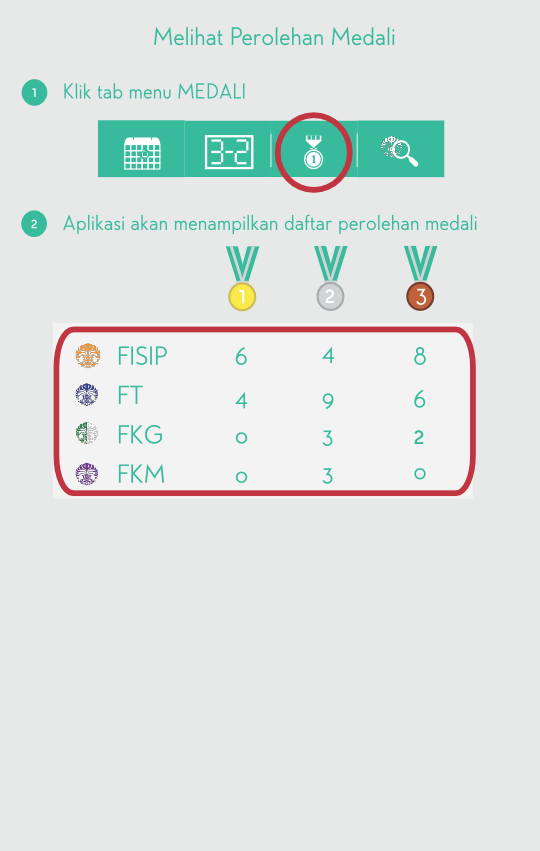 Melihat Perolehan Medali
1 Klik tab menu MEDALI
3-2 1
2 Aplikasi akan menampilkan daftar perolehan medali
1 2 3
FISIP 6 4 8
FT 4 9 6
FKG 0 3 2
FKM 0 3 0